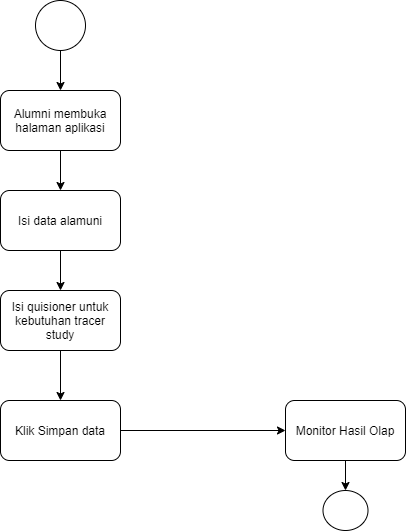 Alumni membuka
halaman aplikasi
Isi data alamuni
Isi quisioner untuk
kebutuhan tracer
study
Klik Simpan data
Monitor Hasil Olap